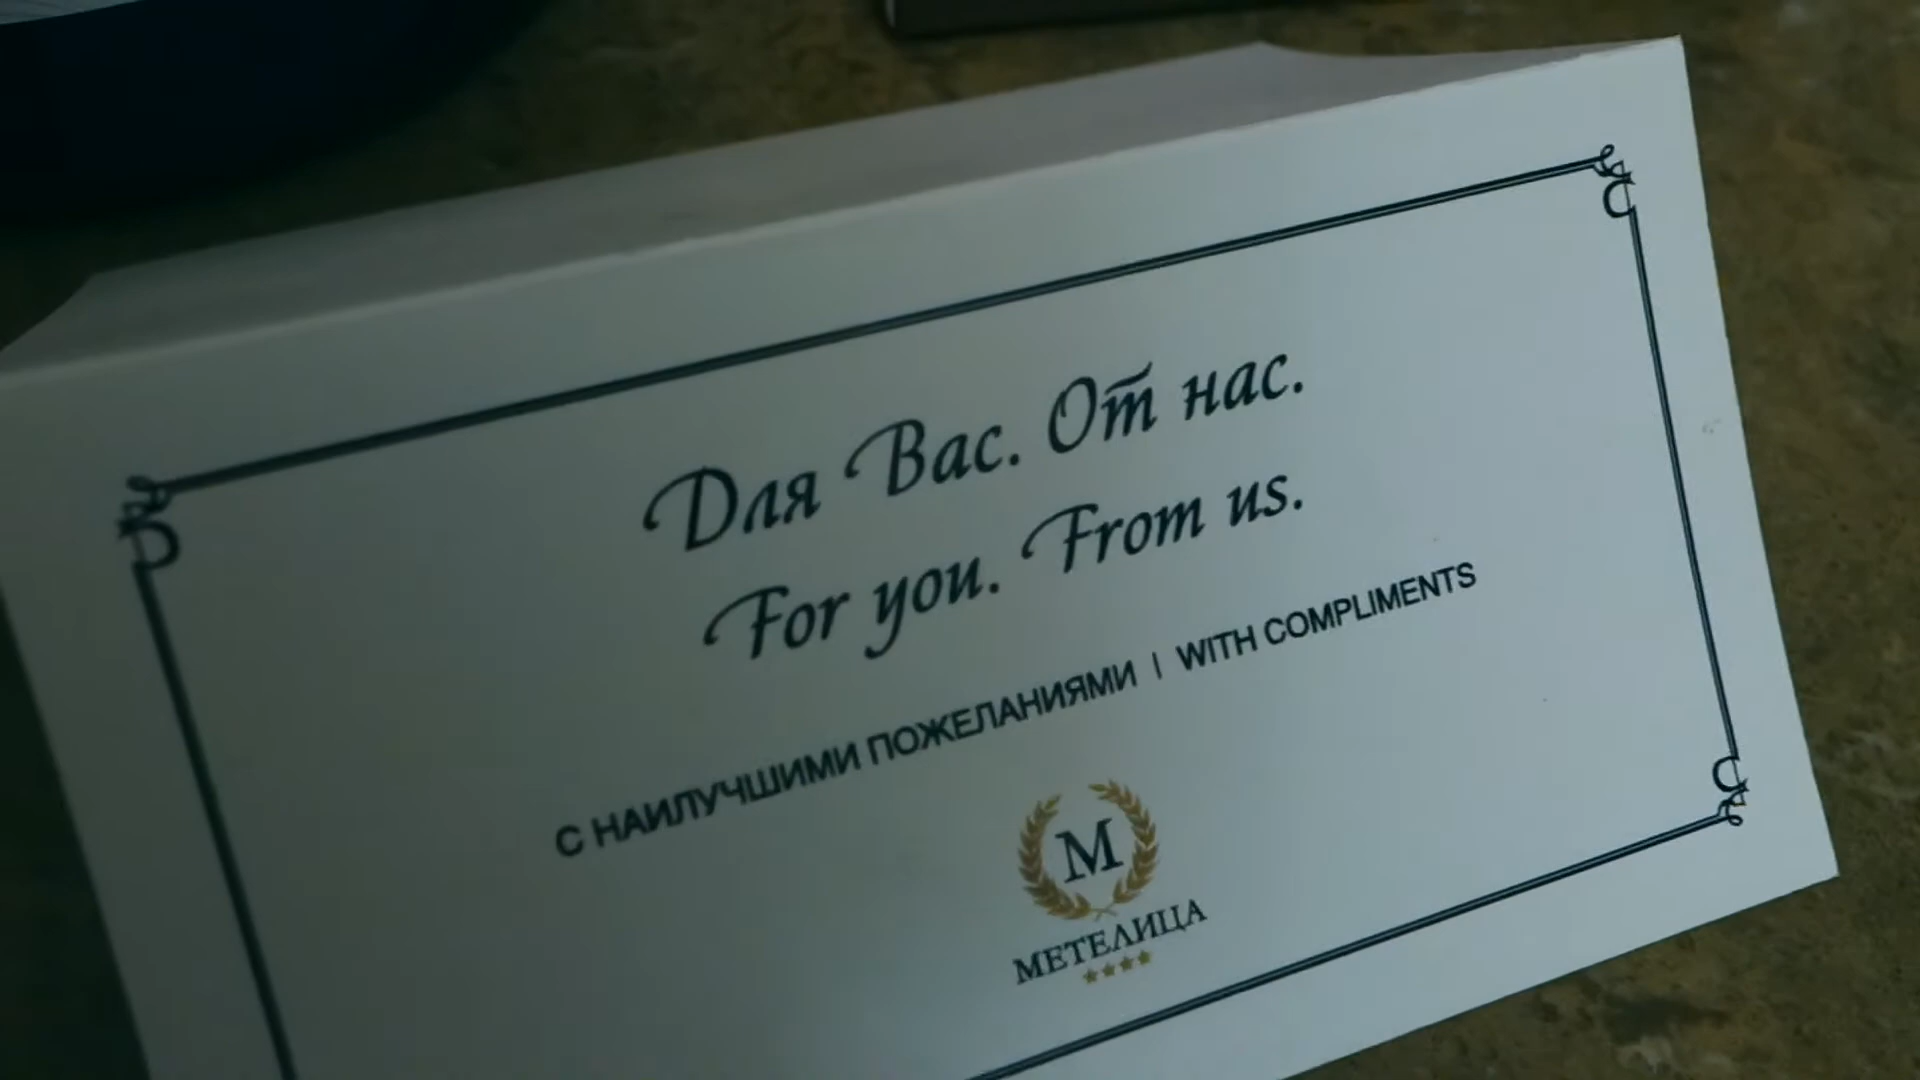 Для Вас. От нас.
For you. From us.
С НАИЛУЧШИМИ ПОЖЕЛАНИЯМИ | WITH COMPLIMENTS
М
МЕТЕЛИЦА